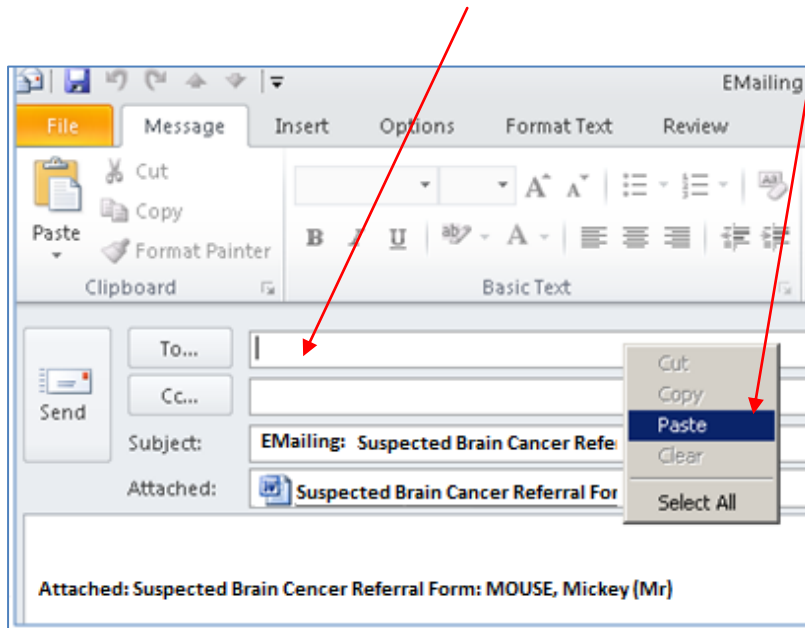 EMailing
File Message Insert Options Format Text Review
Cut
Copy
Paste
Format Painter
B I U A
Clipboard Basic Text
To...
Cut
Cc...
Copy
Send
Paste
Subject: EMailing: Suspected Brain Cancer Refe
Clear
Attached: Suspected Brain Cancer Referral For
Select All
Attached: Suspected Brain Cencer Referral Form: MOUSE, Mickey (Mr)